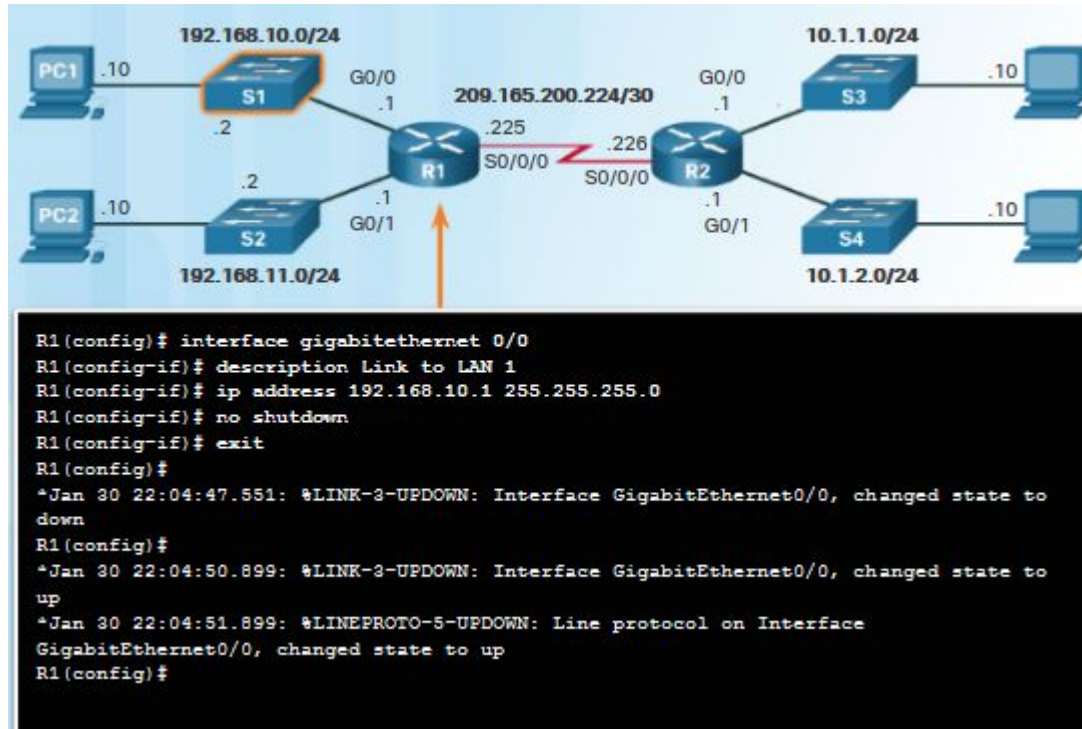 192.168.10.0/24
10.1.1.0/24
PC1
.10
S1
G0/0
.1
209.165.200.224/30
G0/0
.1
S3
.10
.2
.225
S0/0/0
.226
S0/0/0
R1
R2
.2
.1
G0/1
.1
G0/1
PC2
.10
S2
S4
.10
192.168.11.0/24
10.1.2.0/24
R1(config)# interface gigabitethernet 0/0
R1(config-if)# description Link to LAN 1
R1(config-if)# ip address 192.168.10.1 255.255.255.0
R1(config-if)# no shutdown
R1(config-if)# exit
R1(config)#
*Jan 30 22:04:47.551: %LINK-3-UPDOWN: Interface GigabitEthernet0/0, changed state to
down
R1(config)#
*Jan 30 22:04:50.899: %LINK-3-UPDOWN: Interface GigabitEthernet0/0, changed state to
up
*Jan 30 22:04:51.899: %LINEPROTO-5-UPDOWN: Line protocol on Interface
GigabitEthernet0/0, changed state to up
R1(config)#